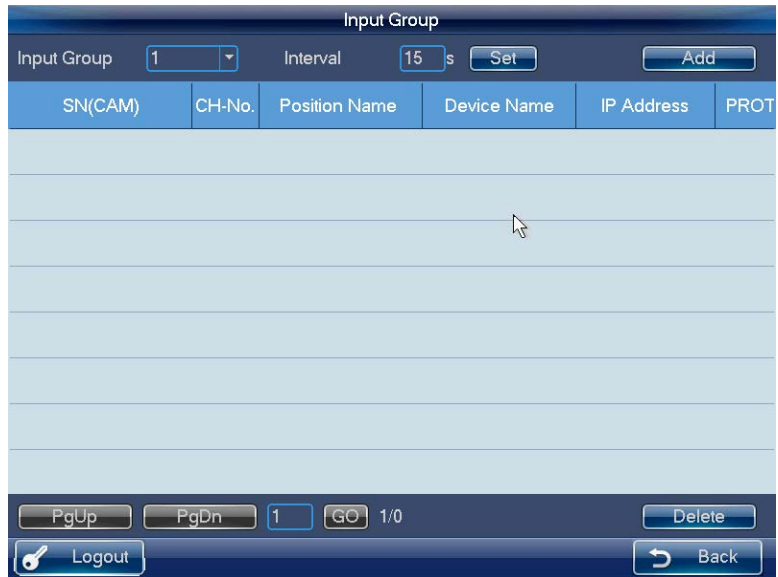 Input Group
Input Group 1 Interval 15 s Set Add
SN(CAM) CH-No. Position Name Device Name IP Address PROT
PgUp PgDn 1 GO 1/0 Delete
Logout Back